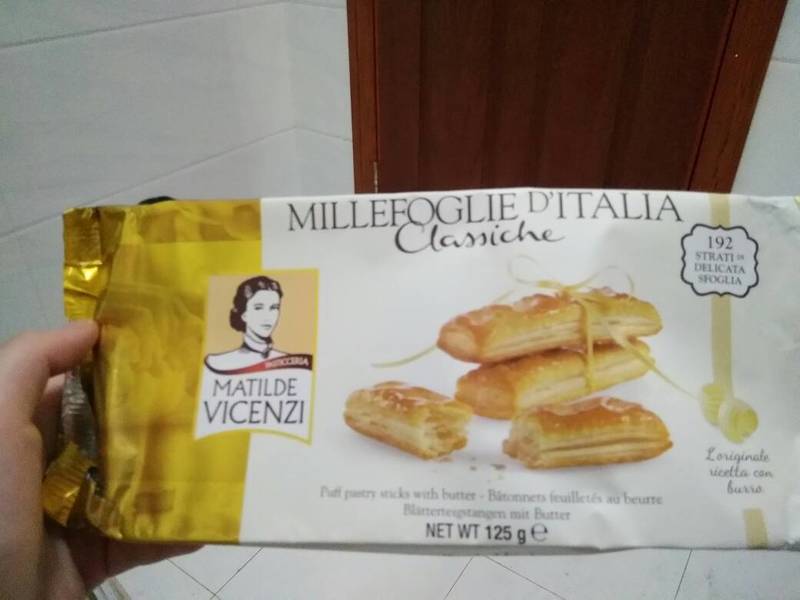 MILLEFOGLIE D'ITALIA
Classiche
192
STRATI DI
DELICATA
SFOGLIA
PASTICCERIA
MATILDE
VICENZI
L'originale
ricetta con
burro
Puff pastry sticks with butter - Bâtonnets feuilletés au beurre
Blätterteigstangen mit Butter
NET WT 125 g ℮